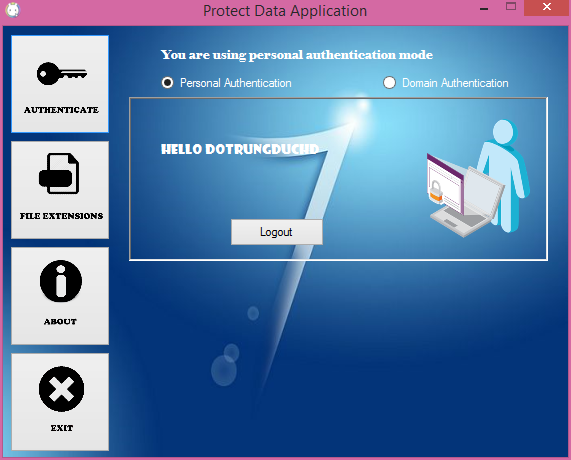 Protect Data Application
AUTHENTICATE
FILE EXTENSIONS
ABOUT
EXIT
You are using personal authentication mode
Personal Authentication
Domain Authentication
HELLO DOTRUNGDUCHD
Logout